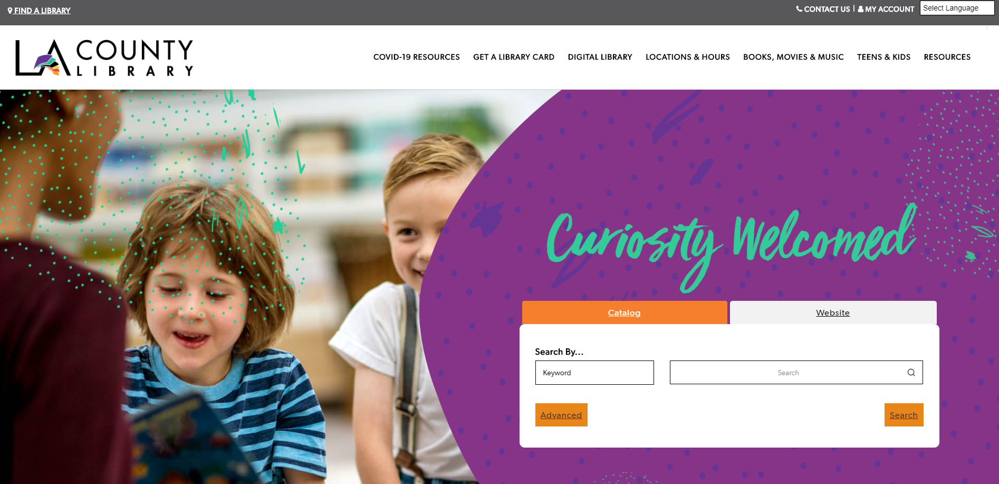 FIND A LIBRARY
CONTACT US | MY ACCOUNT
Select Language
LA COUNTY
LIBRARY
COVID-19 RESOURCES GET A LIBRARY CARD DIGITAL LIBRARY LOCATIONS & HOURS BOOKS, MOVIES & MUSIC TEENS & KIDS RESOURCES
Curiosity Welcomed
Catalog
Website
Search By...
Keyword
Search
Advanced
Search